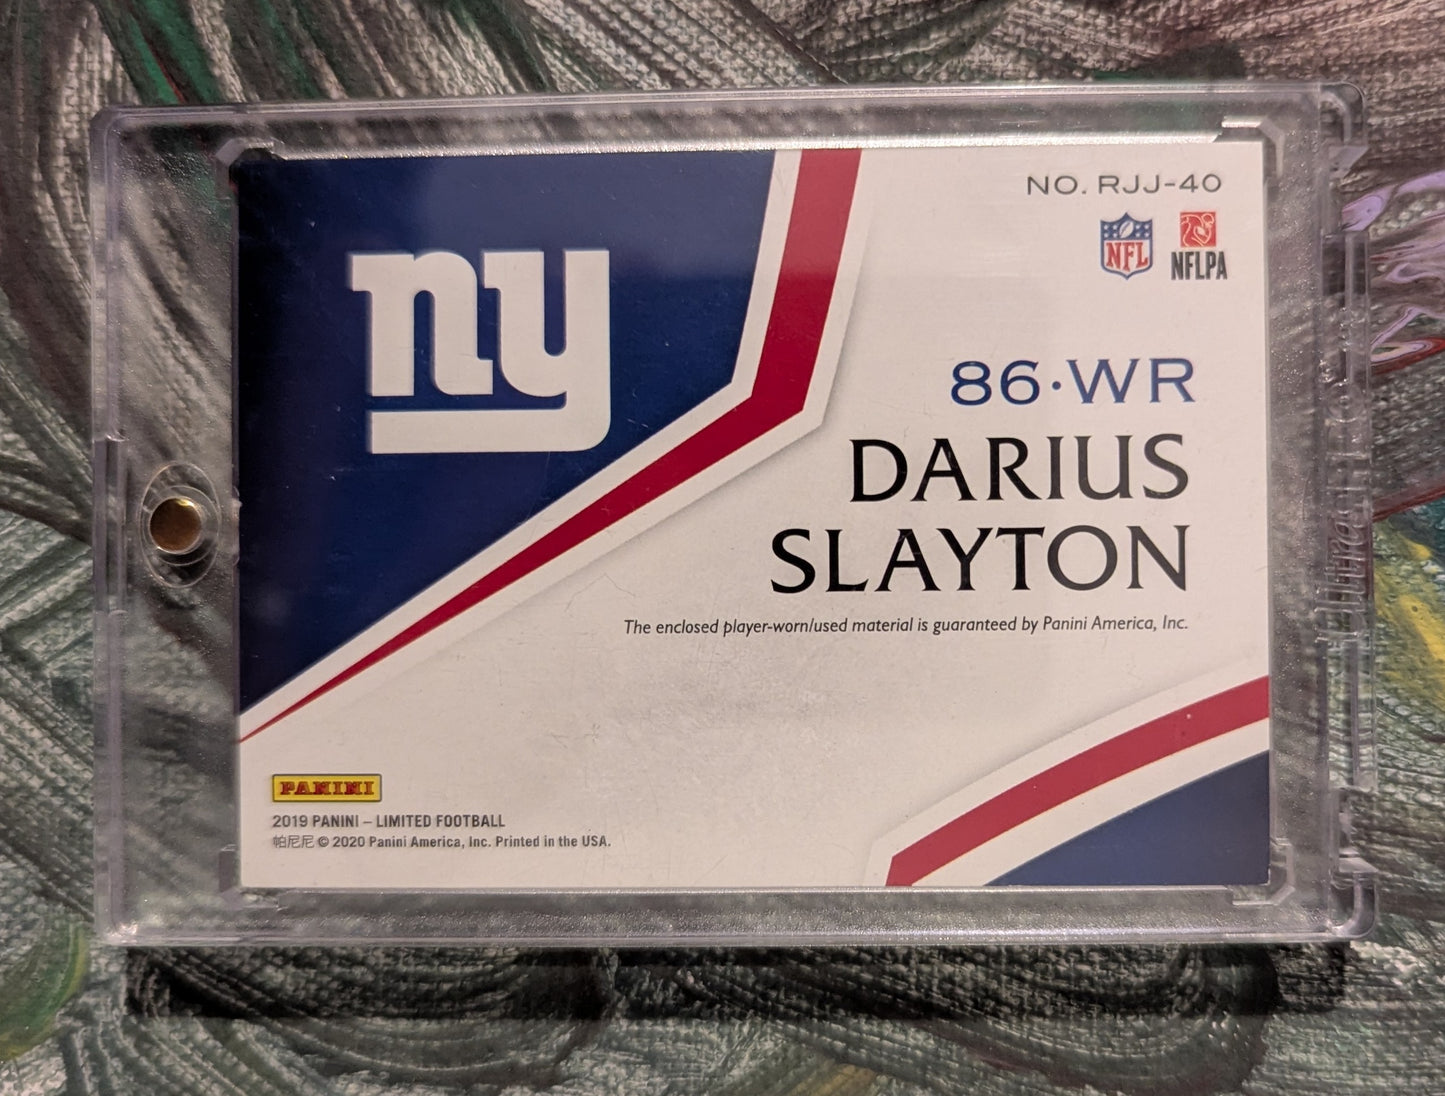 ny
NO. RJJ-40
NFL
NFLPA
86·WR
DARIUS
SLAYTON
The enclosed player-worn/used material is guaranteed by Panini America, Inc.
PANINI
2019 PANINI – LIMITED FOOTBALL
帕尼尼 © 2020 Panini America, Inc. Printed in the USA.